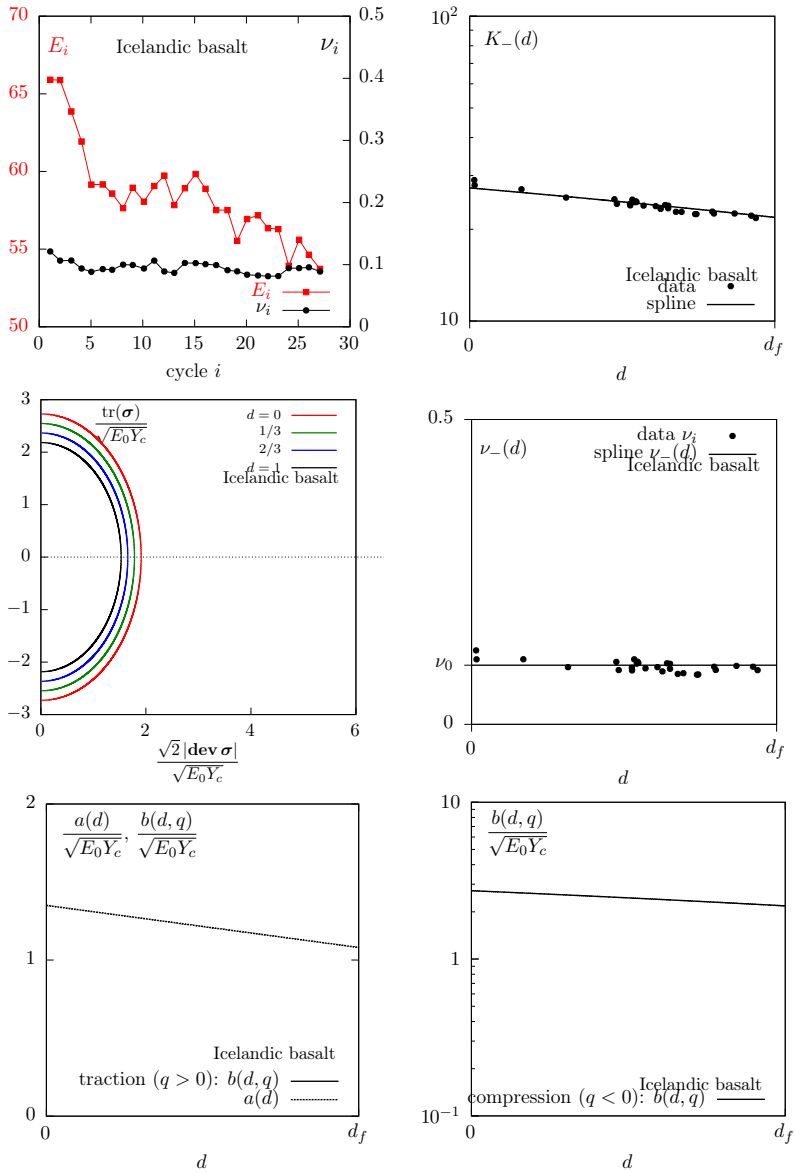 70
65
60
55
50
E_i
Icelandic basalt
ν_i
0.5
0.4
0.3
0.2
0.1
0
E_i
ν_i
0 5 10 15 20 25 30
cycle i
10^2
K_−(d)
Icelandic basalt
data
spline
10
0 d_f
d
3
2
1
0
−1
−2
−3
tr(σ)
√E_0Y_c
d = 0
1/3
2/3
d = 1
Icelandic basalt
0 2 4 6
√2 |dev σ|
√E_0Y_c
0.5
ν_−(d)
data ν_i
spline ν_−(d)
Icelandic basalt
ν_0
0
0 d_f
d
2
a(d) b(d, q)
√E_0Y_c, √E_0Y_c
1
Icelandic basalt
traction (q > 0): b(d, q)
a(d)
0
0 d_f
d
10
b(d, q)
√E_0Y_c
1
Icelandic basalt
compression (q < 0): b(d, q)
10^−1
0 d_f
d